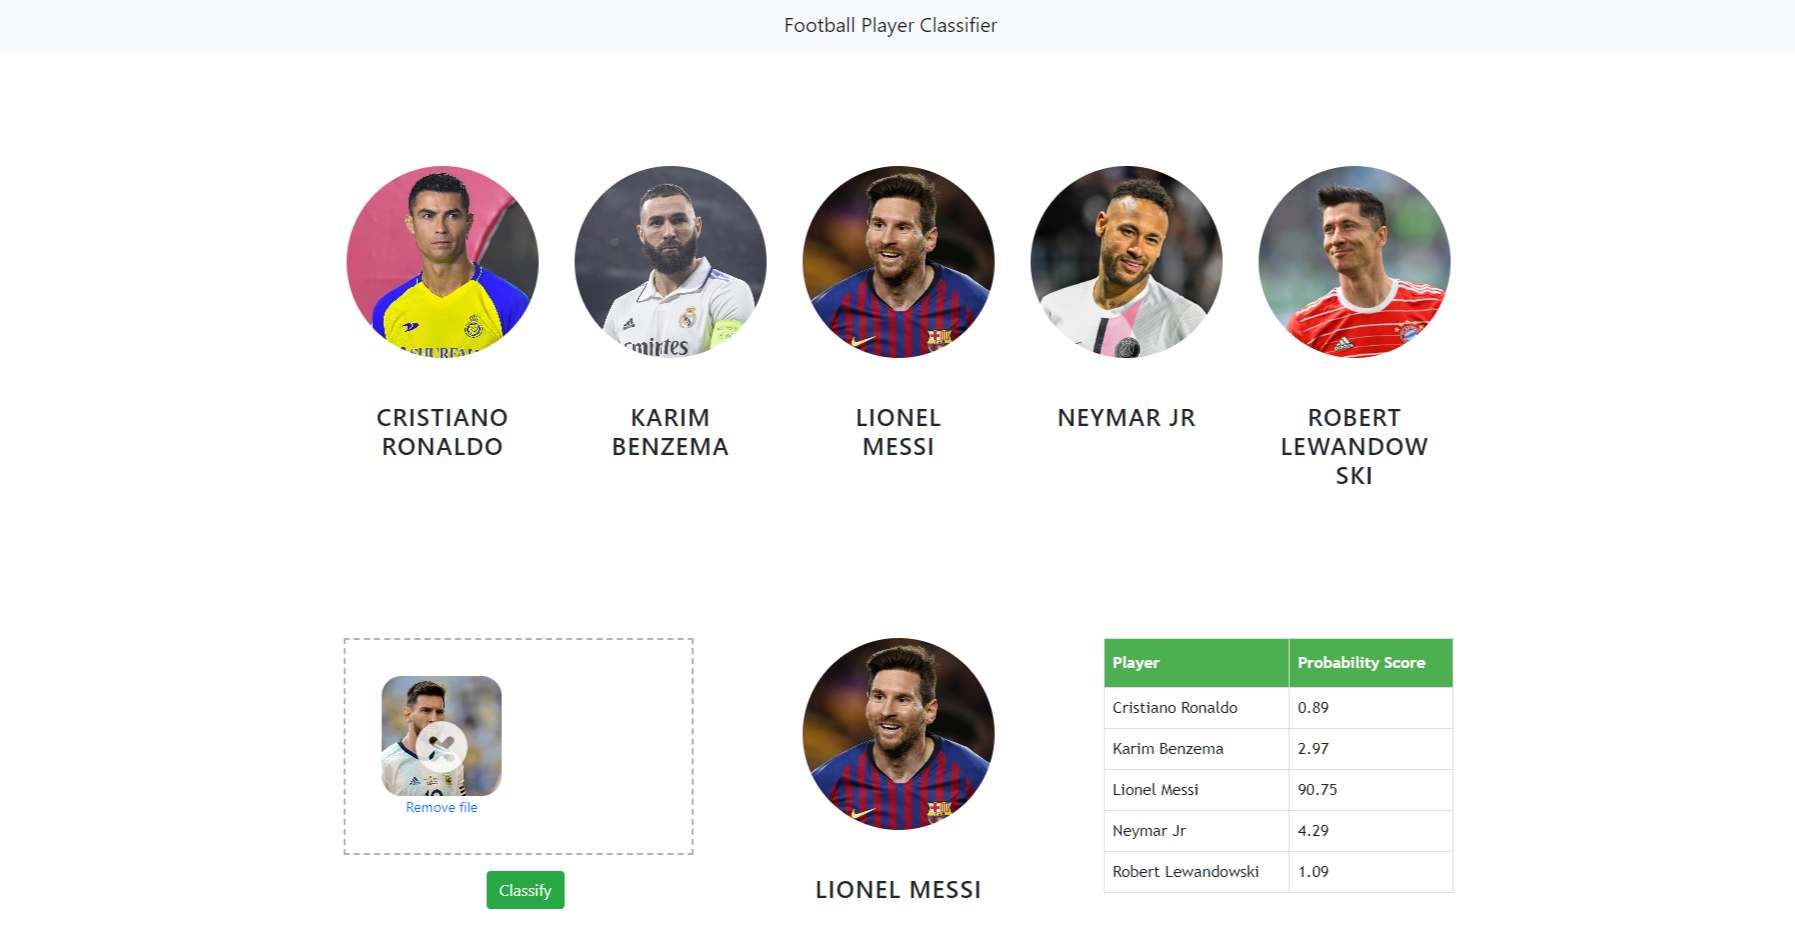 Football Player Classifier
CRISTIANO
RONALDO
KARIM
BENZEMA
LIONEL
MESSI
NEYMAR JR
ROBERT
LEWANDOW
SKI
Remove file
Classify
LIONEL MESSI
Player Probability Score
Cristiano Ronaldo 0.89
Karim Benzema 2.97
Lionel Messi 90.75
Neymar Jr 4.29
Robert Lewandowski 1.09